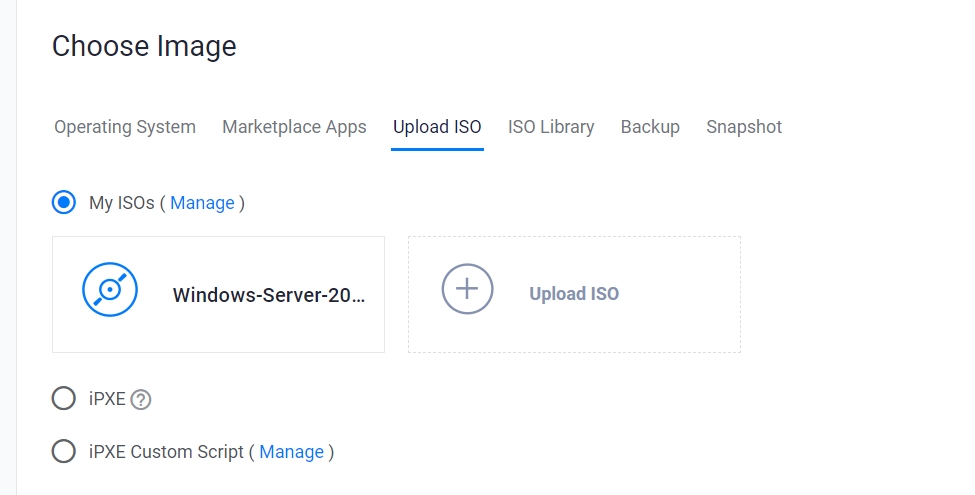 Choose Image
Operating System Marketplace Apps Upload ISO ISO Library Backup Snapshot
My ISOs ( Manage )
Windows-Server-20... Upload ISO
iPXE ?
iPXE Custom Script ( Manage )